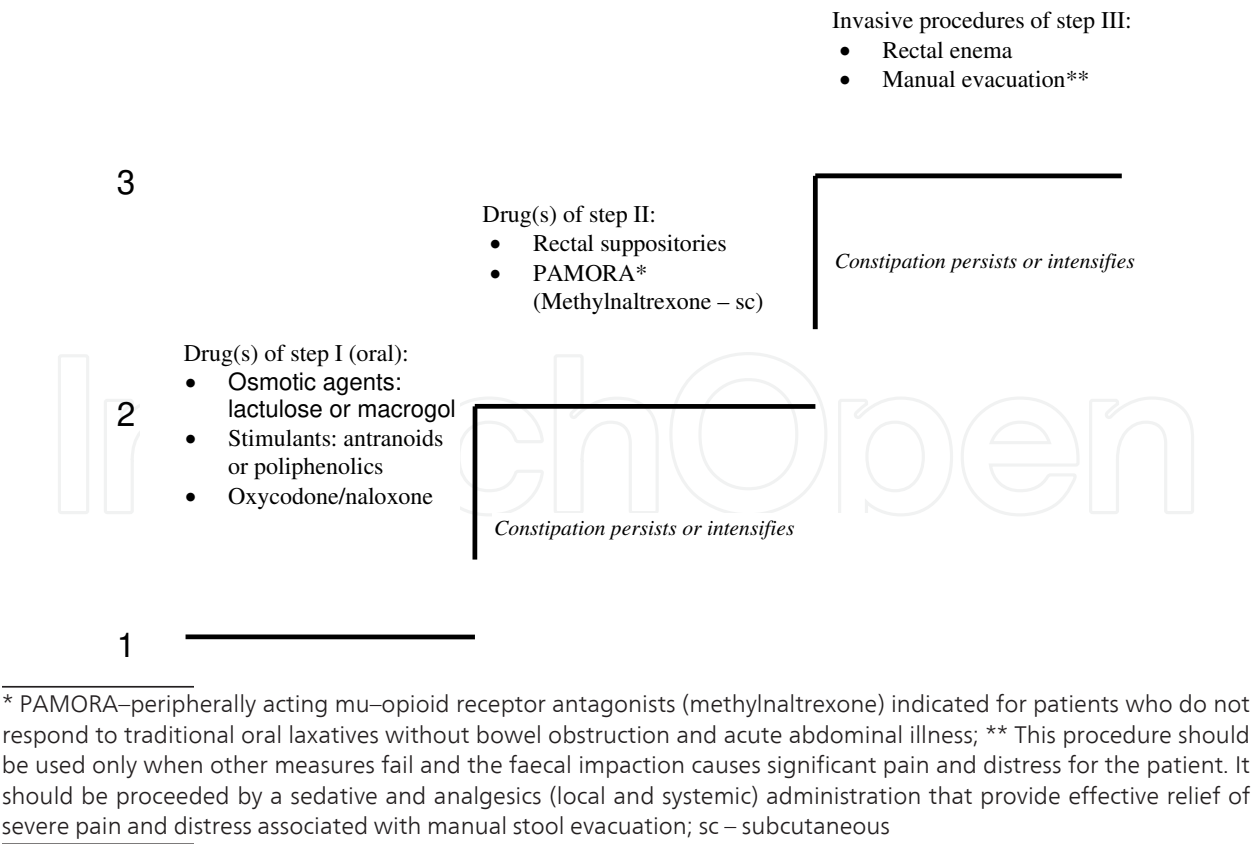 Invasive procedures of step III:
• Rectal enema
• Manual evacuation**
3
Drug(s) of step II:
• Rectal suppositories
• PAMORA*
(Methylnaltrexone – sc)
Constipation persists or intensifies
Drug(s) of step I (oral):
• Osmotic agents:
lactulose or macrogol
• Stimulants: antranoids
or poliphenolics
• Oxycodone/naloxone
2
Constipation persists or intensifies
1
* PAMORA–peripherally acting mu–opioid receptor antagonists (methylnaltrexone) indicated for patients who do not
respond to traditional oral laxatives without bowel obstruction and acute abdominal illness; ** This procedure should
be used only when other measures fail and the faecal impaction causes significant pain and distress for the patient. It
should be proceeded by a sedative and analgesics (local and systemic) administration that provide effective relief of
severe pain and distress associated with manual stool evacuation; sc – subcutaneous